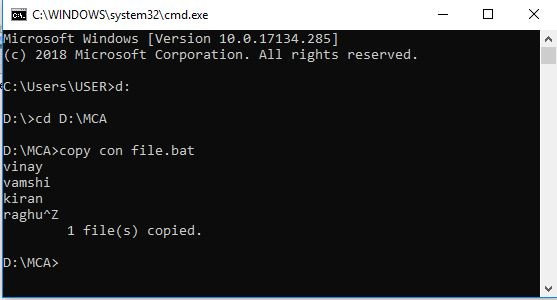 C:\WINDOWS\system32\cmd.exe
Microsoft Windows [Version 10.0.17134.285]
(c) 2018 Microsoft Corporation. All rights reserved.
C:\Users\USER>d:
D:\>cd D:\MCA
D:\MCA>copy con file.bat
vinay
vamshi
kiran
raghu^Z
        1 file(s) copied.
D:\MCA>